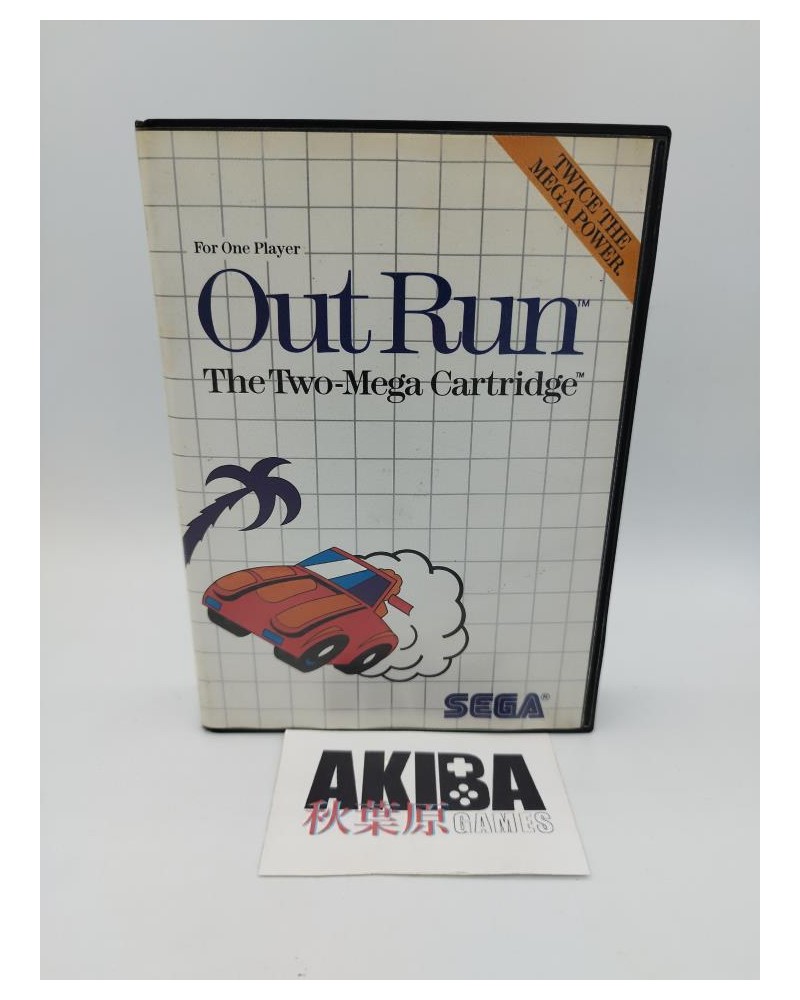 TWICE THE
MEGA POWER.
For One Player
Out Run™
The Two-Mega Cartridge™
SEGA®
AKIBA
秋葉原 GAMES